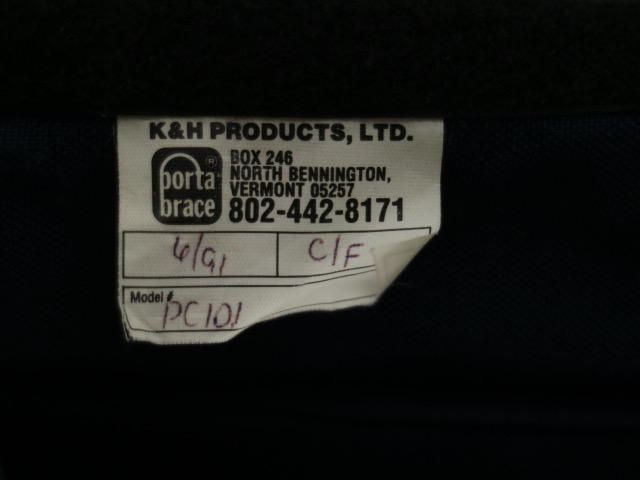 K&H PRODUCTS, LTD.
porta brace ®
BOX 246
NORTH BENNINGTON,
VERMONT 05257
802-442-8171
6/91 C/F
Model #
PC101